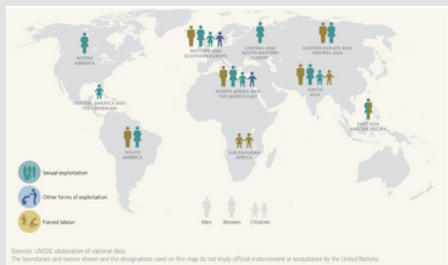 NORTH
AMERICA
WESTERN AND
SOUTHERN EUROPE
CENTRAL AND
SOUTH-EASTERN
EUROPE
EASTERN EUROPE AND
CENTRAL ASIA
CENTRAL AMERICA AND
THE CARIBBEAN
NORTH AFRICA AND
THE MIDDLE EAST
SOUTH
ASIA
EAST ASIA
AND THE PACIFIC
SOUTH
AMERICA
SUB-SAHARAN
AFRICA
Sexual exploitation
Other forms of exploitation
Forced labour
Men Women Children
Sources: UNODC elaboration of national data.
The boundaries and names shown and the designations used on this map do not imply official endorsement or acceptance by the United Nations.